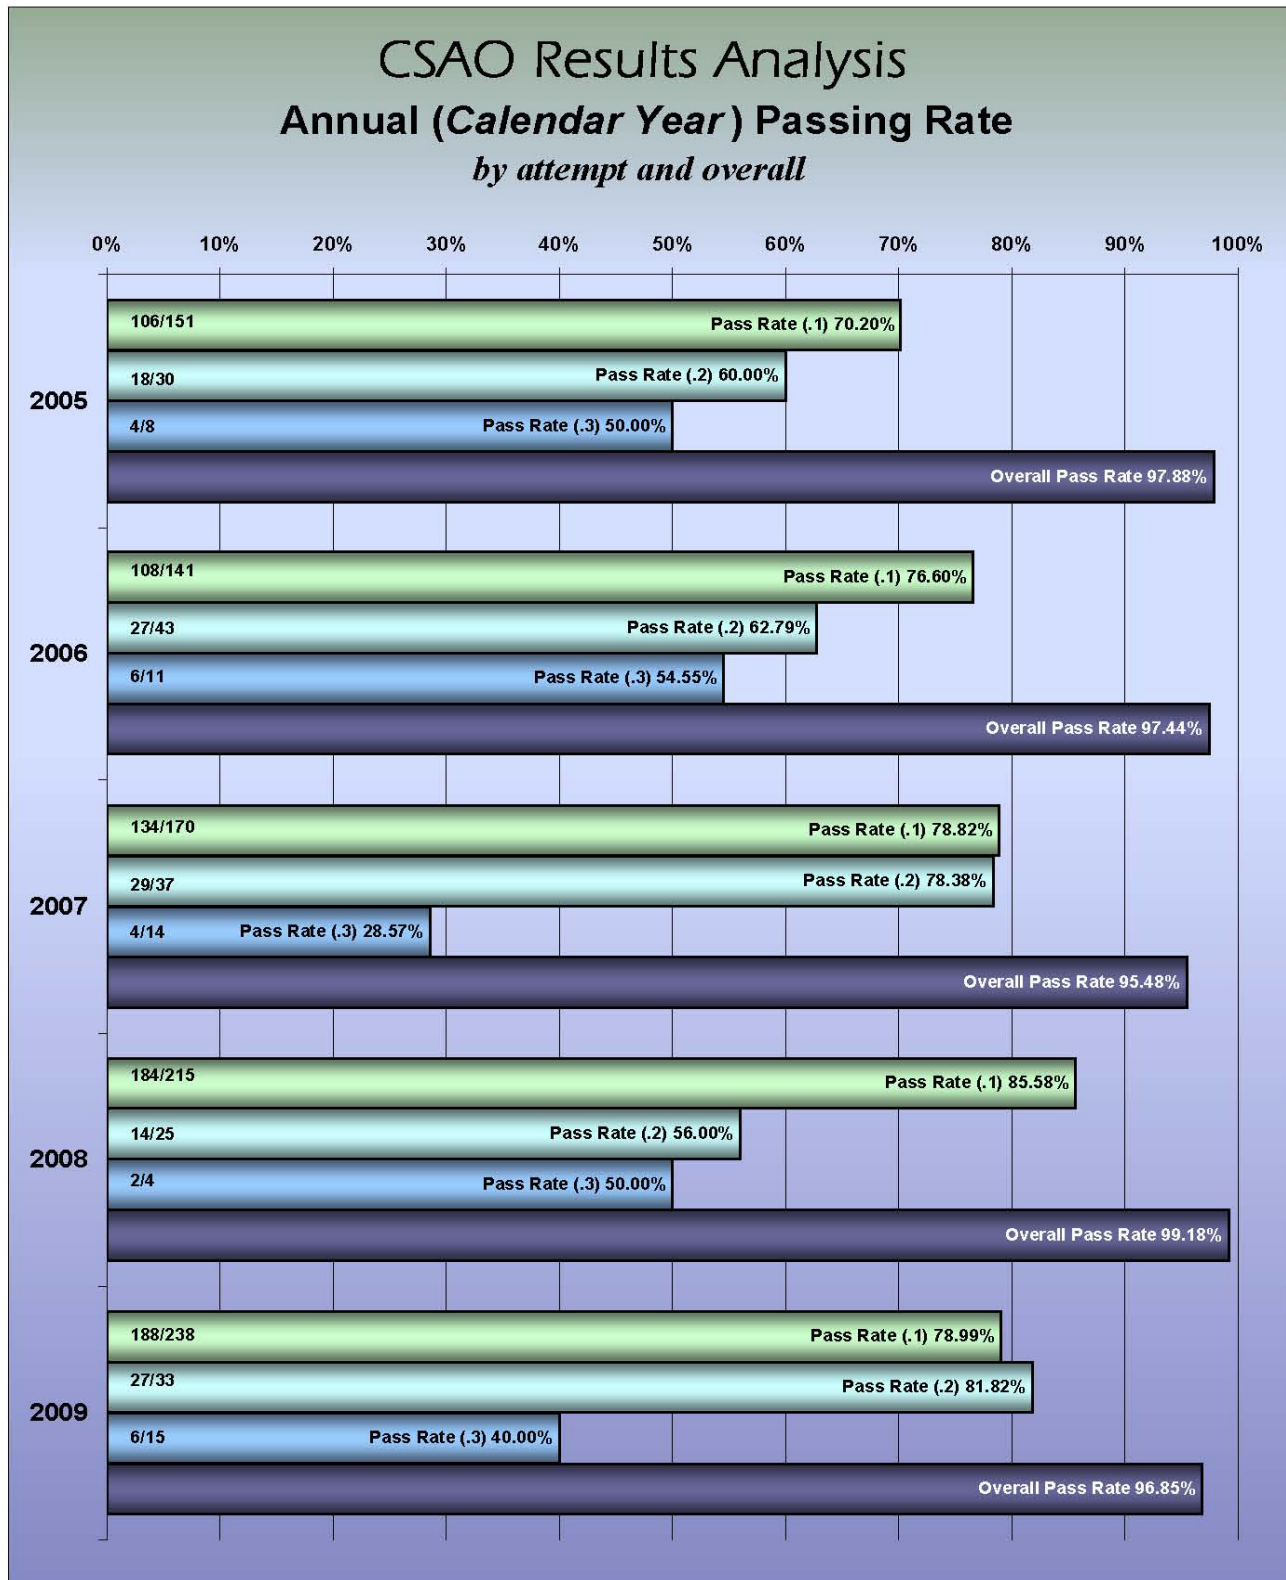 CSAO Results Analysis
Annual (Calendar Year) Passing Rate
by attempt and overall
0% 10% 20% 30% 40% 50% 60% 70% 80% 90% 100%
2005
106/151 Pass Rate (.1) 70.20%
18/30 Pass Rate (.2) 60.00%
4/8 Pass Rate (.3) 50.00%
Overall Pass Rate 97.88%
2006
108/141 Pass Rate (.1) 76.60%
27/43 Pass Rate (.2) 62.79%
6/11 Pass Rate (.3) 54.55%
Overall Pass Rate 97.44%
2007
134/170 Pass Rate (.1) 78.82%
29/37 Pass Rate (.2) 78.38%
4/14 Pass Rate (.3) 28.57%
Overall Pass Rate 95.48%
2008
184/215 Pass Rate (.1) 85.58%
14/25 Pass Rate (.2) 56.00%
2/4 Pass Rate (.3) 50.00%
Overall Pass Rate 99.18%
2009
188/238 Pass Rate (.1) 78.99%
27/33 Pass Rate (.2) 81.82%
6/15 Pass Rate (.3) 40.00%
Overall Pass Rate 96.85%